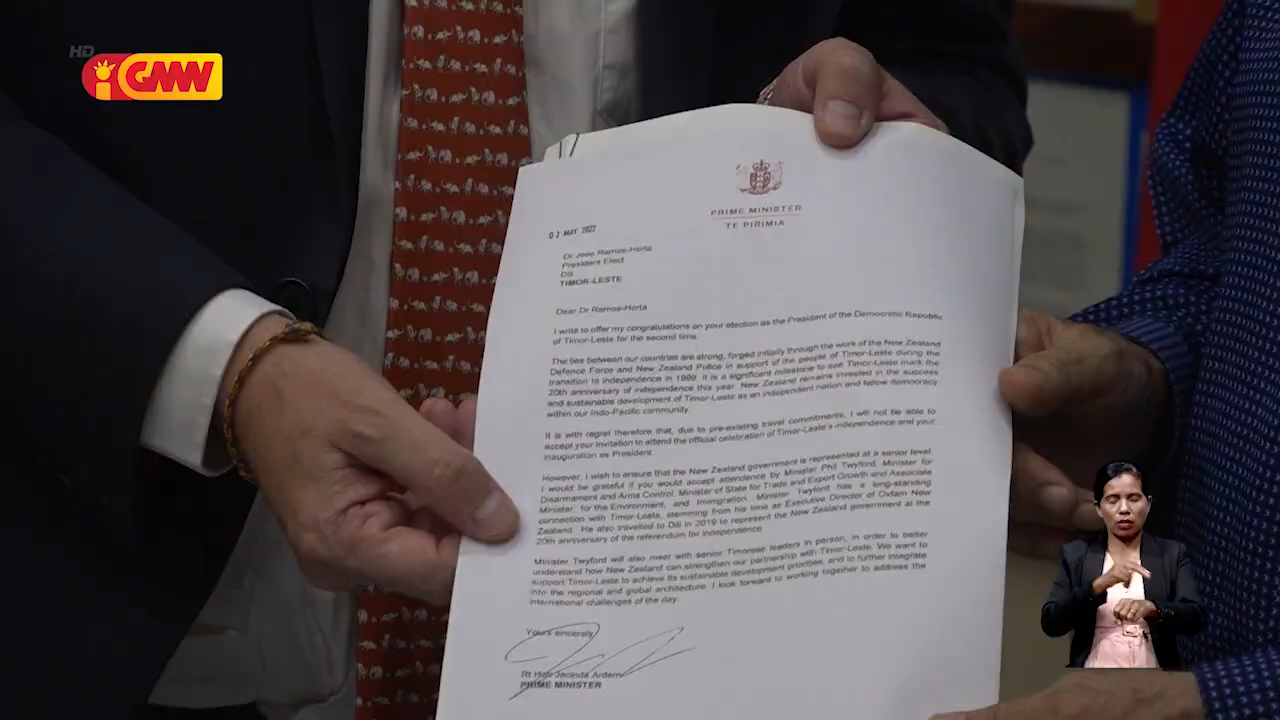 HD
iGMW
PRIME MINISTER
TE PIRIMIA
02 MAY 2022
Dr Jose Ramos-Horta
President Elect
Dili
TIMOR-LESTE
Dear Dr Ramos-Horta
I write to offer my congratulations on your election as the President of the Democratic Republic
of Timor-Leste for the second time.
The ties between our countries are strong, forged initially through the work of the New Zealand
Defence Force and New Zealand Police in support of the people of Timor-Leste during the
transition to independence in 1999. It is a significant milestone to see Timor-Leste mark the
20th anniversary of independence this year. New Zealand remains invested in the success
and sustainable development of Timor-Leste as an independent nation and fellow democracy
within our Indo-Pacific community.
It is with regret therefore that, due to pre-existing travel commitments, I will not be able to
accept your invitation to attend the official celebration of Timor-Leste's independence and your
inauguration as President.
However, I wish to ensure that the New Zealand government is represented at a senior level.
I would be grateful if you would accept attendence by Minister Phil Twyford, Minister for
Disarmament and Arms Control, Minister of State for Trade and Export Growth and Associate
Minister for the Environment, and Immigration. Minister Twyford has a long-standing
connection with Timor-Leste, stemming from his time as Executive Director of Oxfam New
Zealand. He also travelled to Dili in 2019 to represent the New Zealand government at the
20th anniversary of the referendum for independence.
Minister Twyford will also meet with senior Timorese leaders in person, in order to better
understand how New Zealand can strengthen our partnership with Timor-Leste. We want to
support Timor-Leste to achieve its sustainable development priorities, and to further integrate
into the regional and global architecture. I look forward to working together to address the
international challenges of the day.
Yours sincerely
Rt Hon Jacinda Ardern
PRIME MINISTER